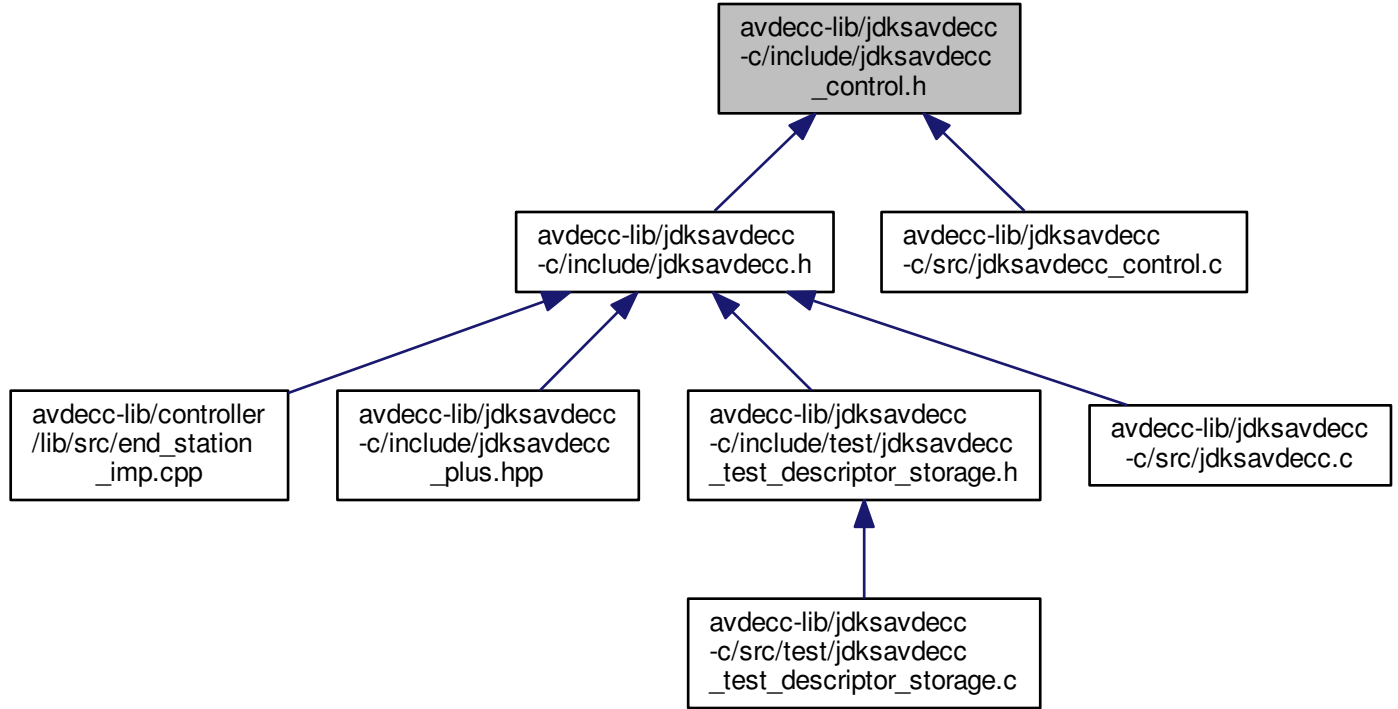 avdecc-lib/jdksavdecc
-c/include/jdksavdecc
_control.h
avdecc-lib/jdksavdecc
-c/include/jdksavdecc.h
avdecc-lib/jdksavdecc
-c/src/jdksavdecc_control.c
avdecc-lib/controller
/lib/src/end_station
_imp.cpp
avdecc-lib/jdksavdecc
-c/include/jdksavdecc
_plus.hpp
avdecc-lib/jdksavdecc
-c/include/test/jdksavdecc
_test_descriptor_storage.h
avdecc-lib/jdksavdecc
-c/src/jdksavdecc.c
avdecc-lib/jdksavdecc
-c/src/test/jdksavdecc
_test_descriptor_storage.c